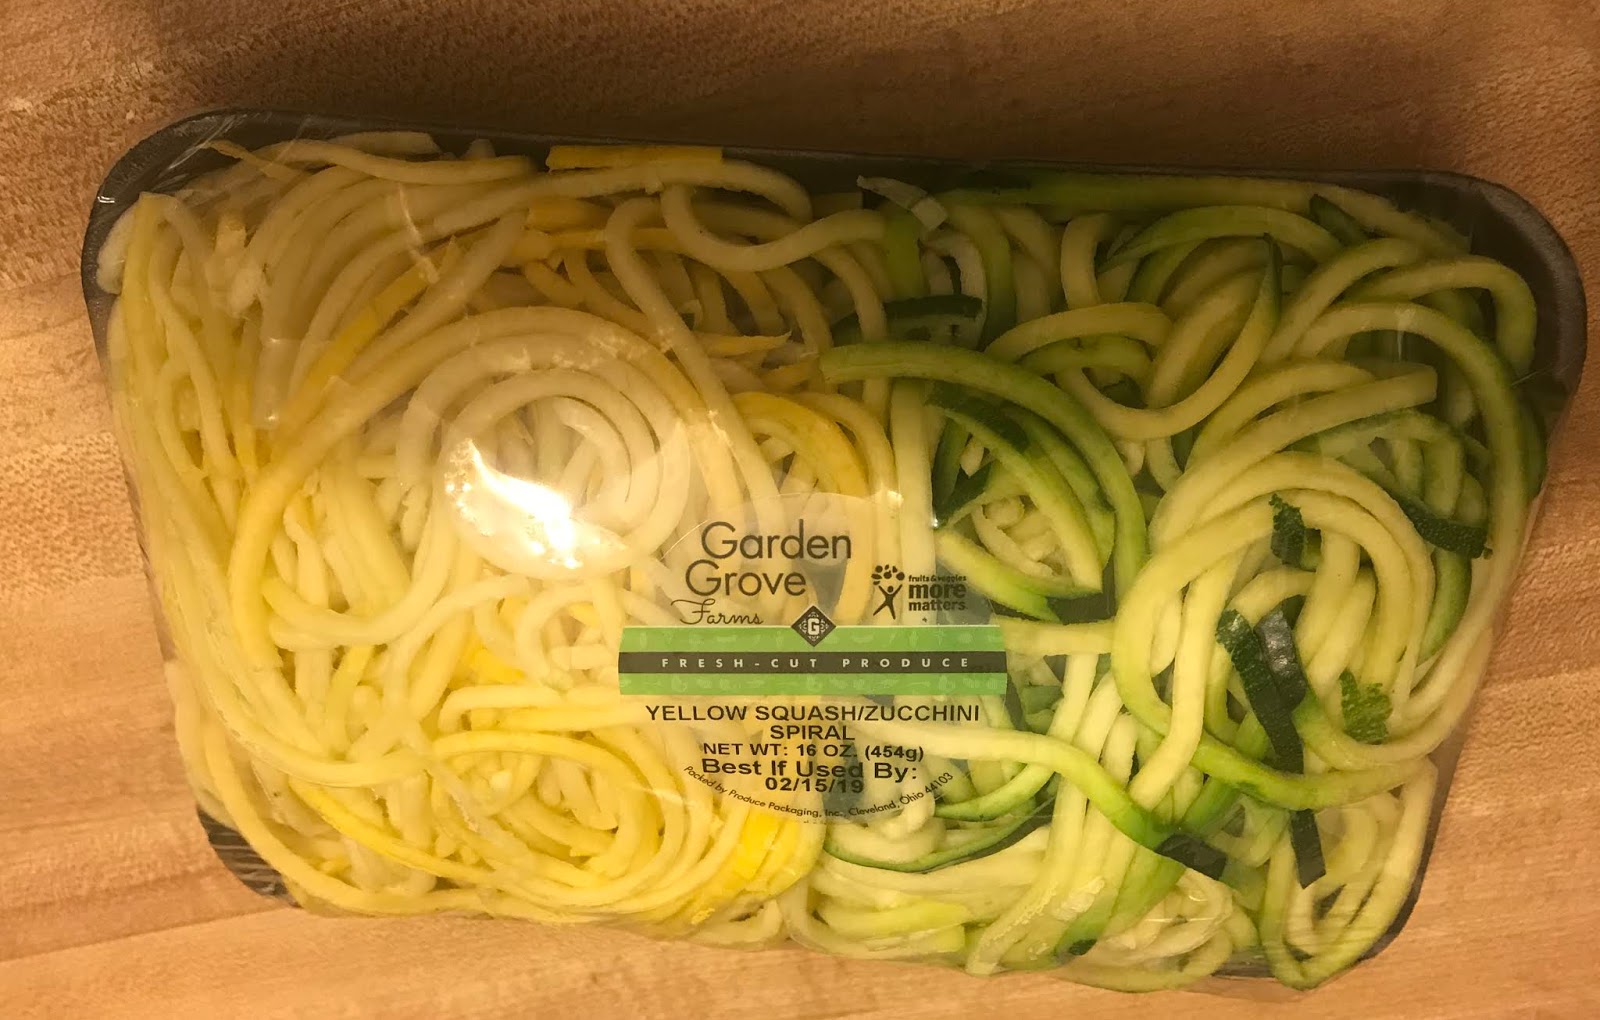 Garden
Grove
Farms
fruits & veggies
more
matters
G
FRESH-CUT PRODUCE
YELLOW SQUASH/ZUCCHINI
SPIRAL
NET WT: 16 OZ. (454g)
Best If Used By:
02/15/19
Packed by Produce Packaging, Inc., Cleveland, Ohio 44103